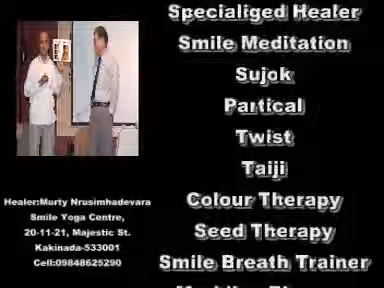 Specialiged Healer
Smile Meditation
Sujok
Partical
Twist
Taiji
Colour Therapy
Seed Therapy
Smile Breath Trainer
Healer:Murty Nrusimhadevara
Smile Yoga Centre,
20-11-21, Majestic St.
Kakinada-533001
Cell:09848625290